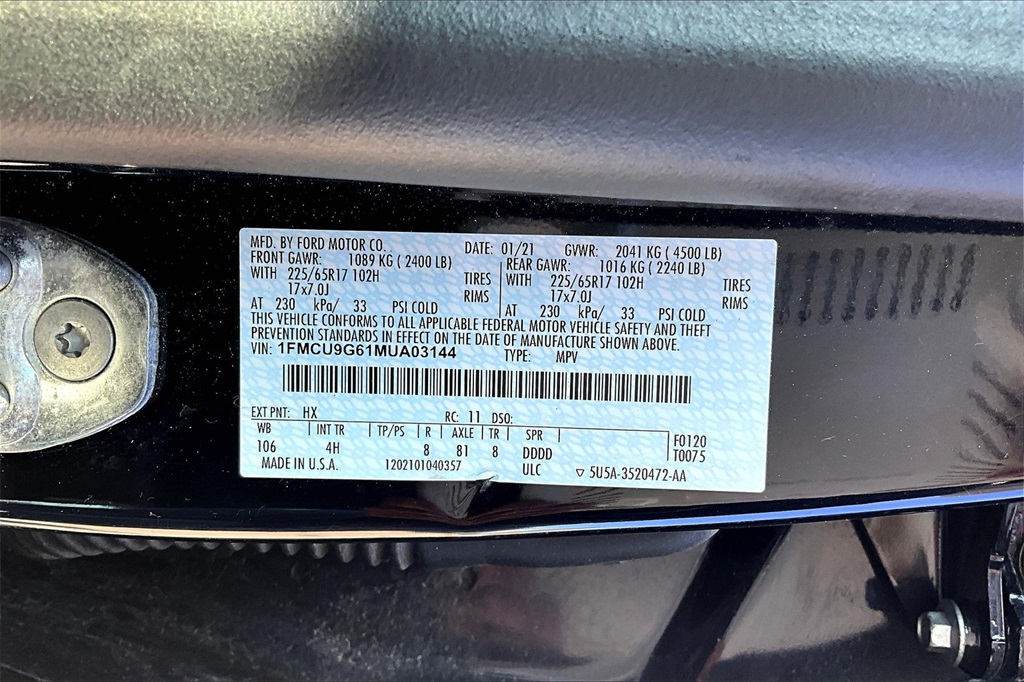 MFD. BY FORD MOTOR CO. DATE: 01/21 GVWR: 2041 KG ( 4500 LB)
FRONT GAWR: 1089 KG ( 2400 LB) REAR GAWR: 1016 KG ( 2240 LB)
WITH 225/65R17 102H TIRES WITH 225/65R17 102H TIRES
17x7.0J RIMS 17x7.0J RIMS
AT 230 kPa/ 33 PSI COLD AT 230 kPa/ 33 PSI COLD
THIS VEHICLE CONFORMS TO ALL APPLICABLE FEDERAL MOTOR VEHICLE SAFETY AND THEFT
PREVENTION STANDARDS IN EFFECT ON THE DATE OF MANUFACTURE SHOWN ABOVE.
VIN: 1FMCU9G61MUA03144 TYPE: MPV
EXT PNT: HX RC: 11 DSO:
WB INT TR TP/PS R AXLE TR SPR F0120
106 4H 8 81 8 DDDD T0075
MADE IN U.S.A. 1202101040357 ULC ▽ 5U5A-3520472-AA